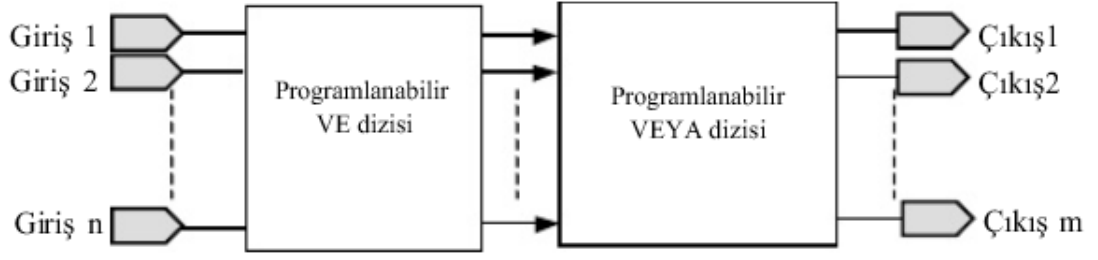 Giriş 1
Giriş 2
Giriş n
Programlanabilir
VE dizisi
Programlanabilir
VEYA dizisi
Çıkış1
Çıkış2
Çıkış m